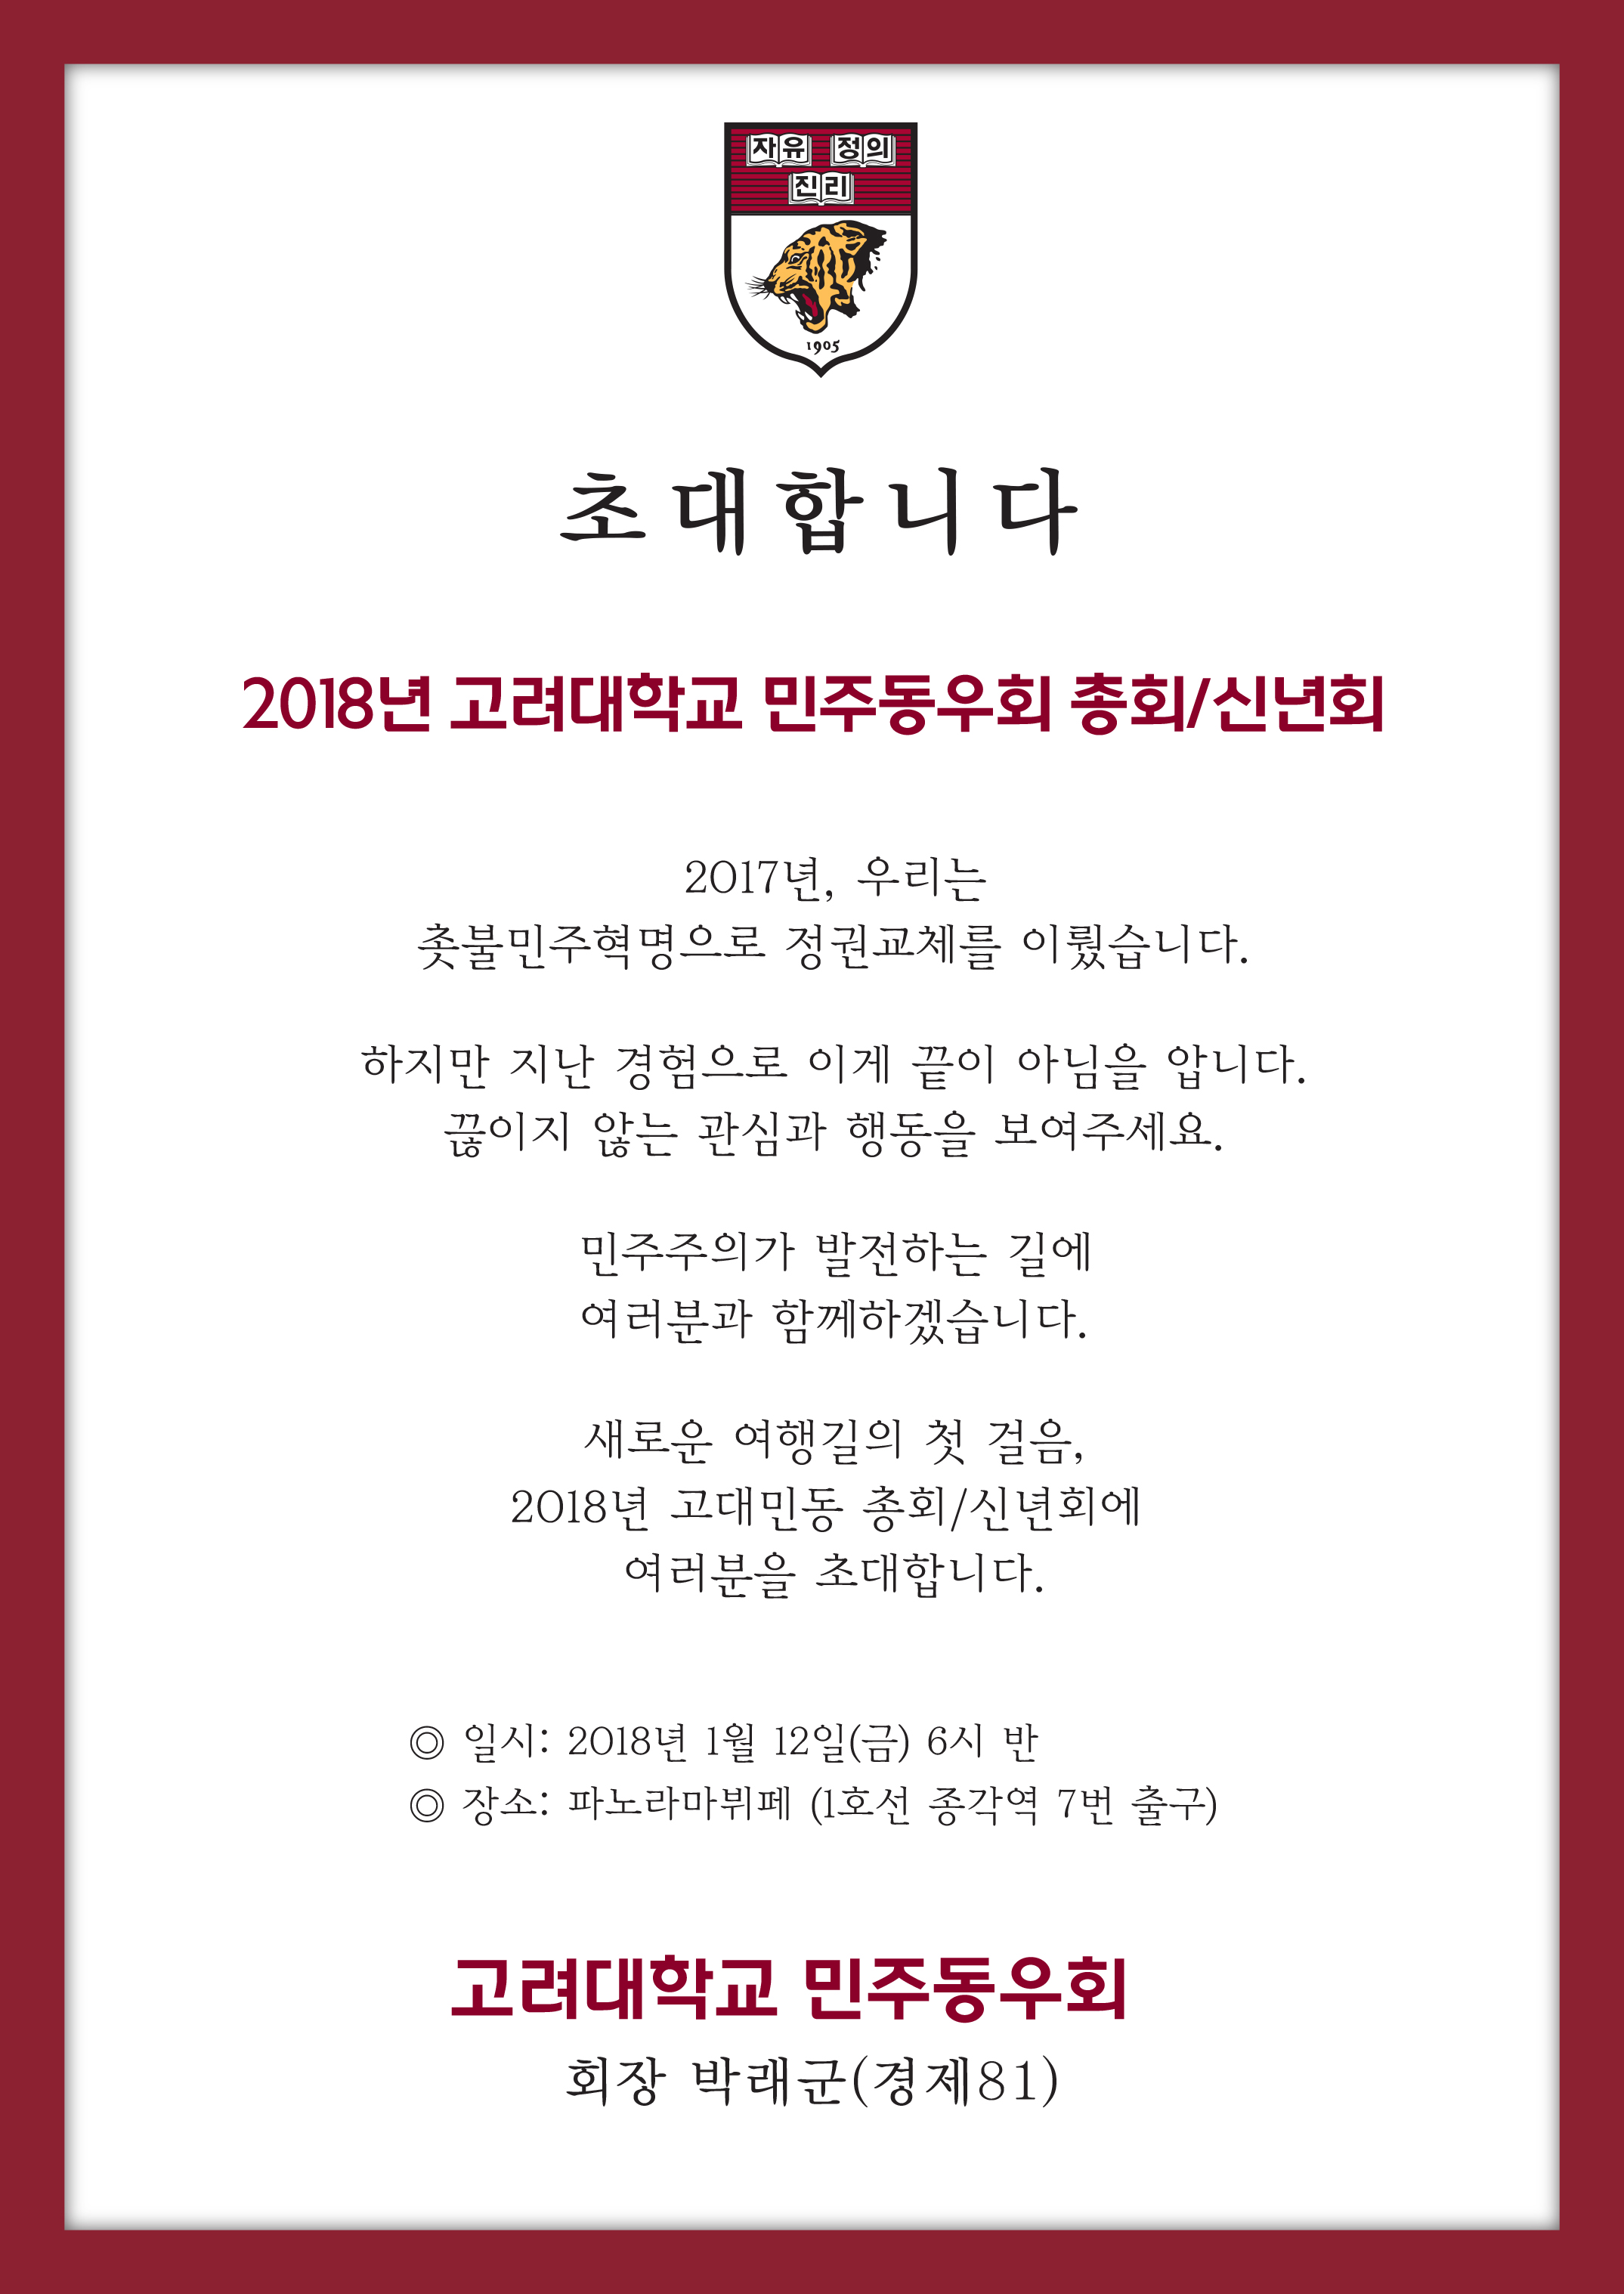 자유 정의
진리
1905
초대합니다
2018년 고려대학교 민주동우회 총회/신년회
2017년, 우리는
촛불민주혁명으로 정권교체를 이뤘습니다.
하지만 지난 경험으로 이게 끝이 아님을 압니다.
끊이지 않는 관심과 행동을 보여주세요.
민주주의가 발전하는 길에
여러분과 함께하겠습니다.
새로운 여행길의 첫 걸음,
2018년 고대민동 총회/신년회에
여러분을 초대합니다.
◎ 일시: 2018년 1월 12일(금) 6시 반
◎ 장소: 파노라마뷔페 (1호선 종각역 7번 출구)
고려대학교 민주동우회
회장 박래군(경제81)